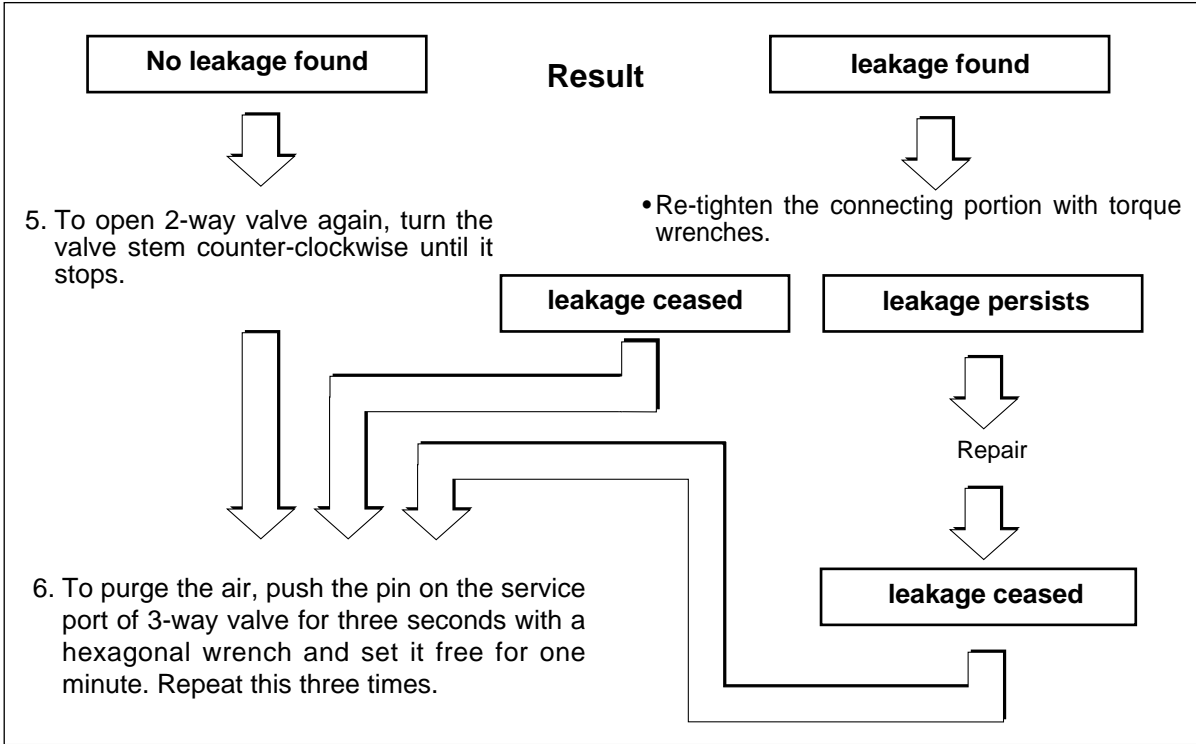 No leakage found
Result
leakage found
5. To open 2-way valve again, turn the
valve stem counter-clockwise until it
stops.
• Re-tighten the connecting portion with torque
wrenches.
leakage ceased
leakage persists
Repair
leakage ceased
6. To purge the air, push the pin on the service
port of 3-way valve for three seconds with a
hexagonal wrench and set it free for one
minute. Repeat this three times.